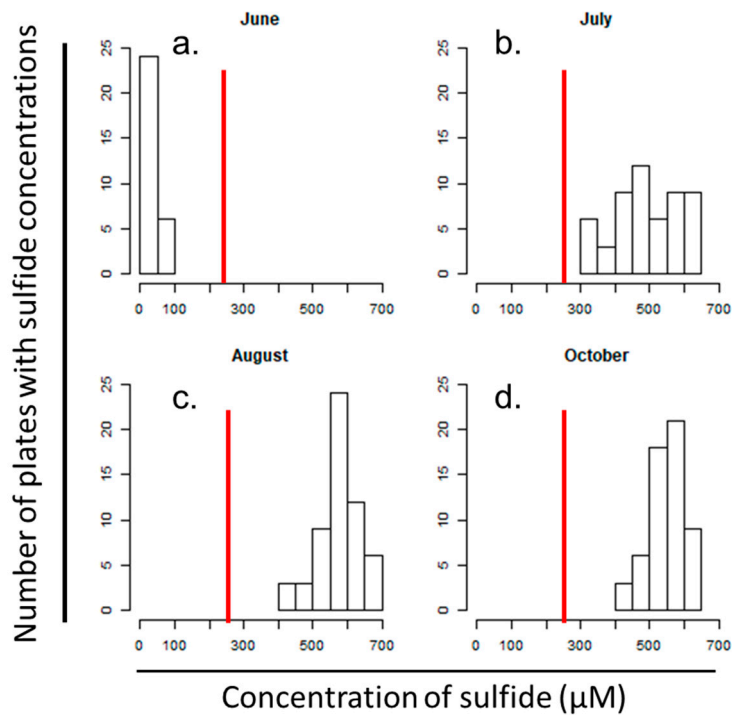 Number of plates with sulfide concentrations
June
a.
25
20
15
10
5
0
0 100 300 500 700
July
b.
25
20
15
10
5
0
0 100 300 500 700
August
c.
25
20
15
10
5
0
0 100 300 500 700
October
d.
25
20
15
10
5
0
0 100 300 500 700
Concentration of sulfide (μM)